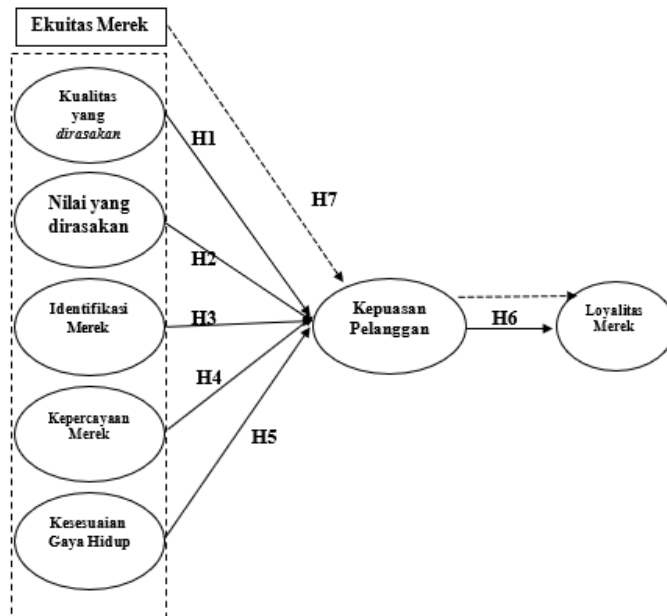 Ekuitas Merek
Kualitas
yang
dirasakan
H1
H7
Nilai yang
dirasakan
H2
Identifikasi
Merek
H3
Kepuasan
Pelanggan
H6
Loyalitas
Merek
H4
Kepercayaan
Merek
H5
Kesesuaian
Gaya Hidup